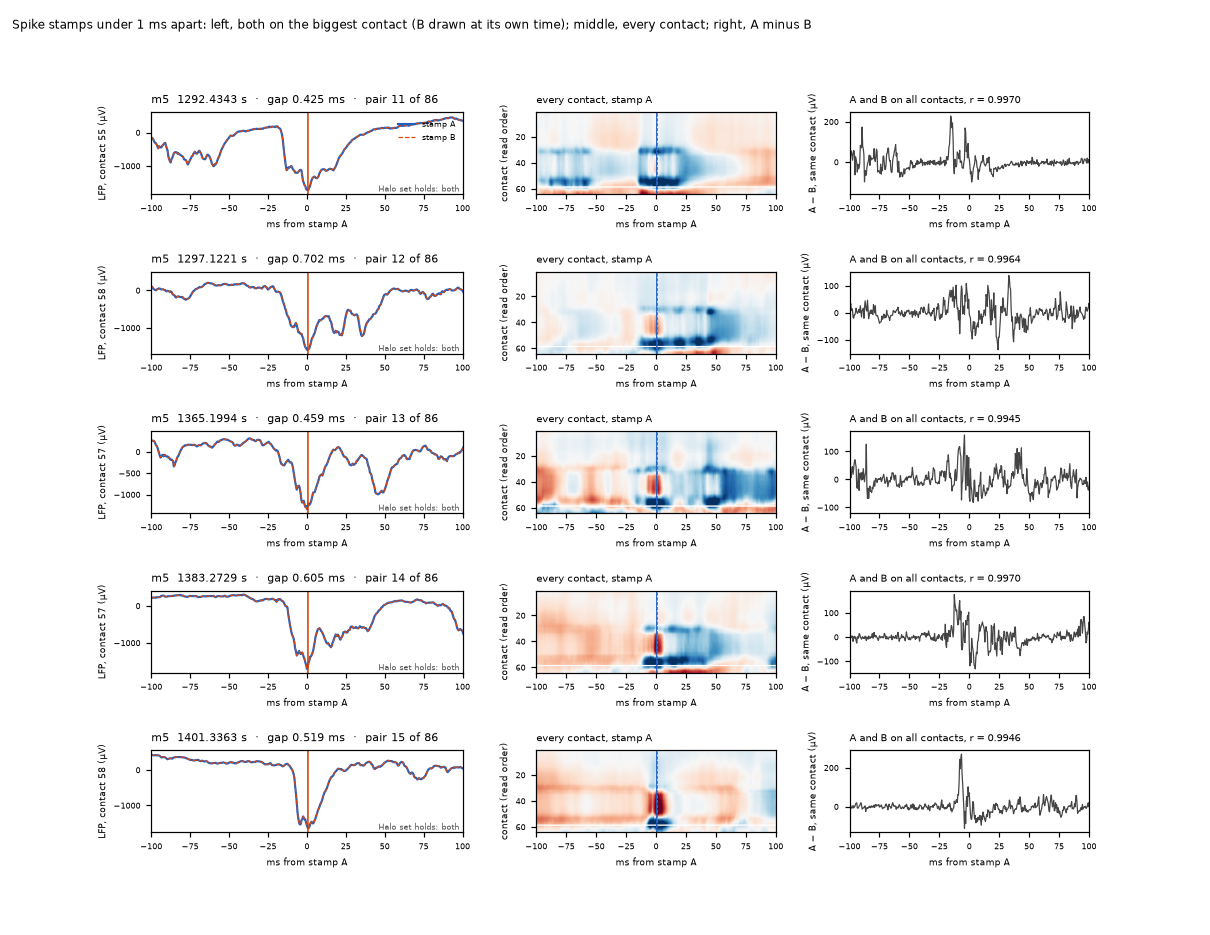 Spike stamps under 1 ms apart: left, both on the biggest contact (B drawn at its own time); middle, every contact; right, A minus B
m5 1292.4343 s · gap 0.425 ms · pair 11 of 86
every contact, stamp A
A and B on all contacts, r = 0.9970
LFP, contact 55 (µV)
0
−1000
stamp A
stamp B
Halo set holds: both
−100 −75 −50 −25 0 25 50 75 100
ms from stamp A
contact (read order)
20
40
60
−100 −75 −50 −25 0 25 50 75 100
ms from stamp A
A − B, same contact (µV)
200
0
−100 −75 −50 −25 0 25 50 75 100
ms from stamp A
m5 1297.1221 s · gap 0.702 ms · pair 12 of 86
every contact, stamp A
A and B on all contacts, r = 0.9964
LFP, contact 58 (µV)
0
−1000
Halo set holds: both
−100 −75 −50 −25 0 25 50 75 100
ms from stamp A
contact (read order)
20
40
60
−100 −75 −50 −25 0 25 50 75 100
ms from stamp A
A − B, same contact (µV)
100
0
−100
−100 −75 −50 −25 0 25 50 75 100
ms from stamp A
m5 1365.1994 s · gap 0.459 ms · pair 13 of 86
every contact, stamp A
A and B on all contacts, r = 0.9945
LFP, contact 57 (µV)
0
−500
−1000
Halo set holds: both
−100 −75 −50 −25 0 25 50 75 100
ms from stamp A
contact (read order)
20
40
60
−100 −75 −50 −25 0 25 50 75 100
ms from stamp A
A − B, same contact (µV)
100
0
−100
−100 −75 −50 −25 0 25 50 75 100
ms from stamp A
m5 1383.2729 s · gap 0.605 ms · pair 14 of 86
every contact, stamp A
A and B on all contacts, r = 0.9970
LFP, contact 57 (µV)
0
−1000
Halo set holds: both
−100 −75 −50 −25 0 25 50 75 100
ms from stamp A
contact (read order)
20
40
60
−100 −75 −50 −25 0 25 50 75 100
ms from stamp A
A − B, same contact (µV)
100
0
−100
−100 −75 −50 −25 0 25 50 75 100
ms from stamp A
m5 1401.3363 s · gap 0.519 ms · pair 15 of 86
every contact, stamp A
A and B on all contacts, r = 0.9946
LFP, contact 58 (µV)
0
−1000
Halo set holds: both
−100 −75 −50 −25 0 25 50 75 100
ms from stamp A
contact (read order)
20
40
60
−100 −75 −50 −25 0 25 50 75 100
ms from stamp A
A − B, same contact (µV)
200
0
−100 −75 −50 −25 0 25 50 75 100
ms from stamp A